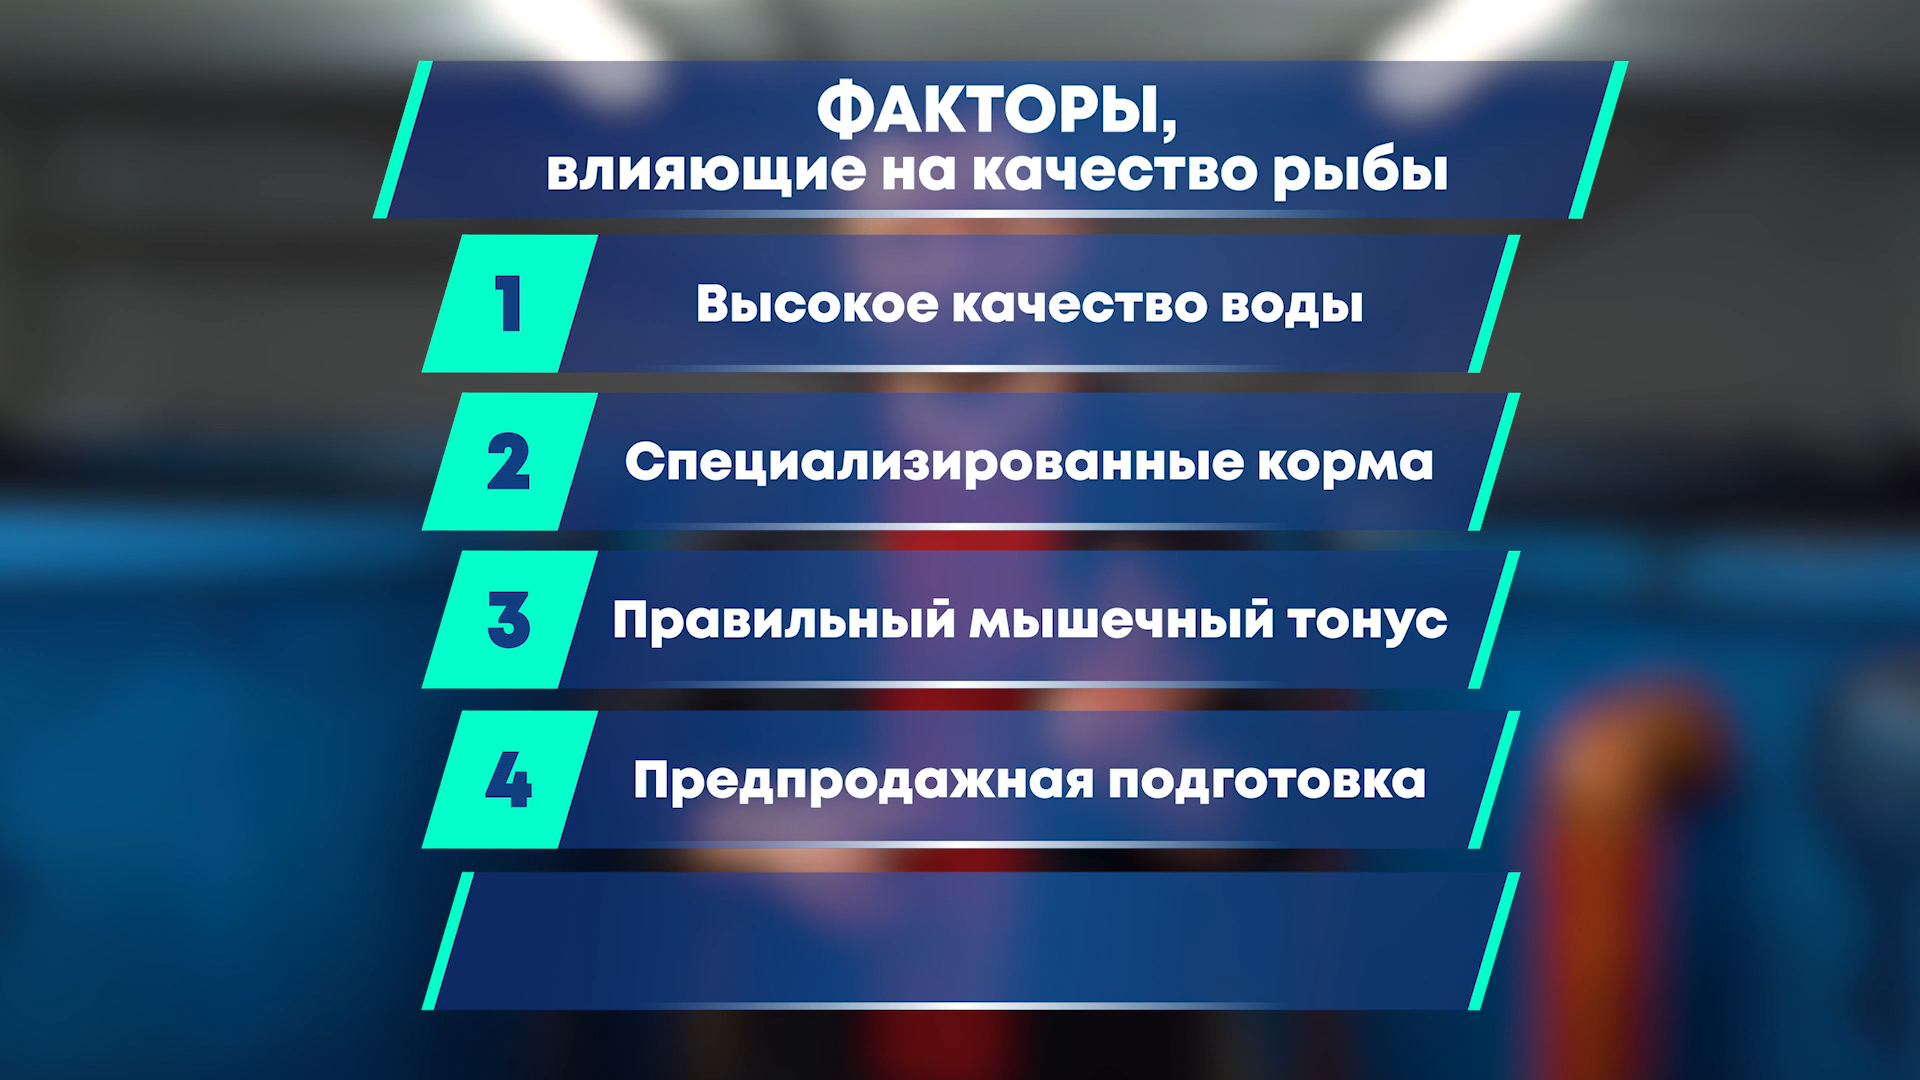 ФАКТОРЫ,
влияющие на качество рыбы
1 Высокое качество воды
2 Специализированные корма
3 Правильный мышечный тонус
4 Предпродажная подготовка